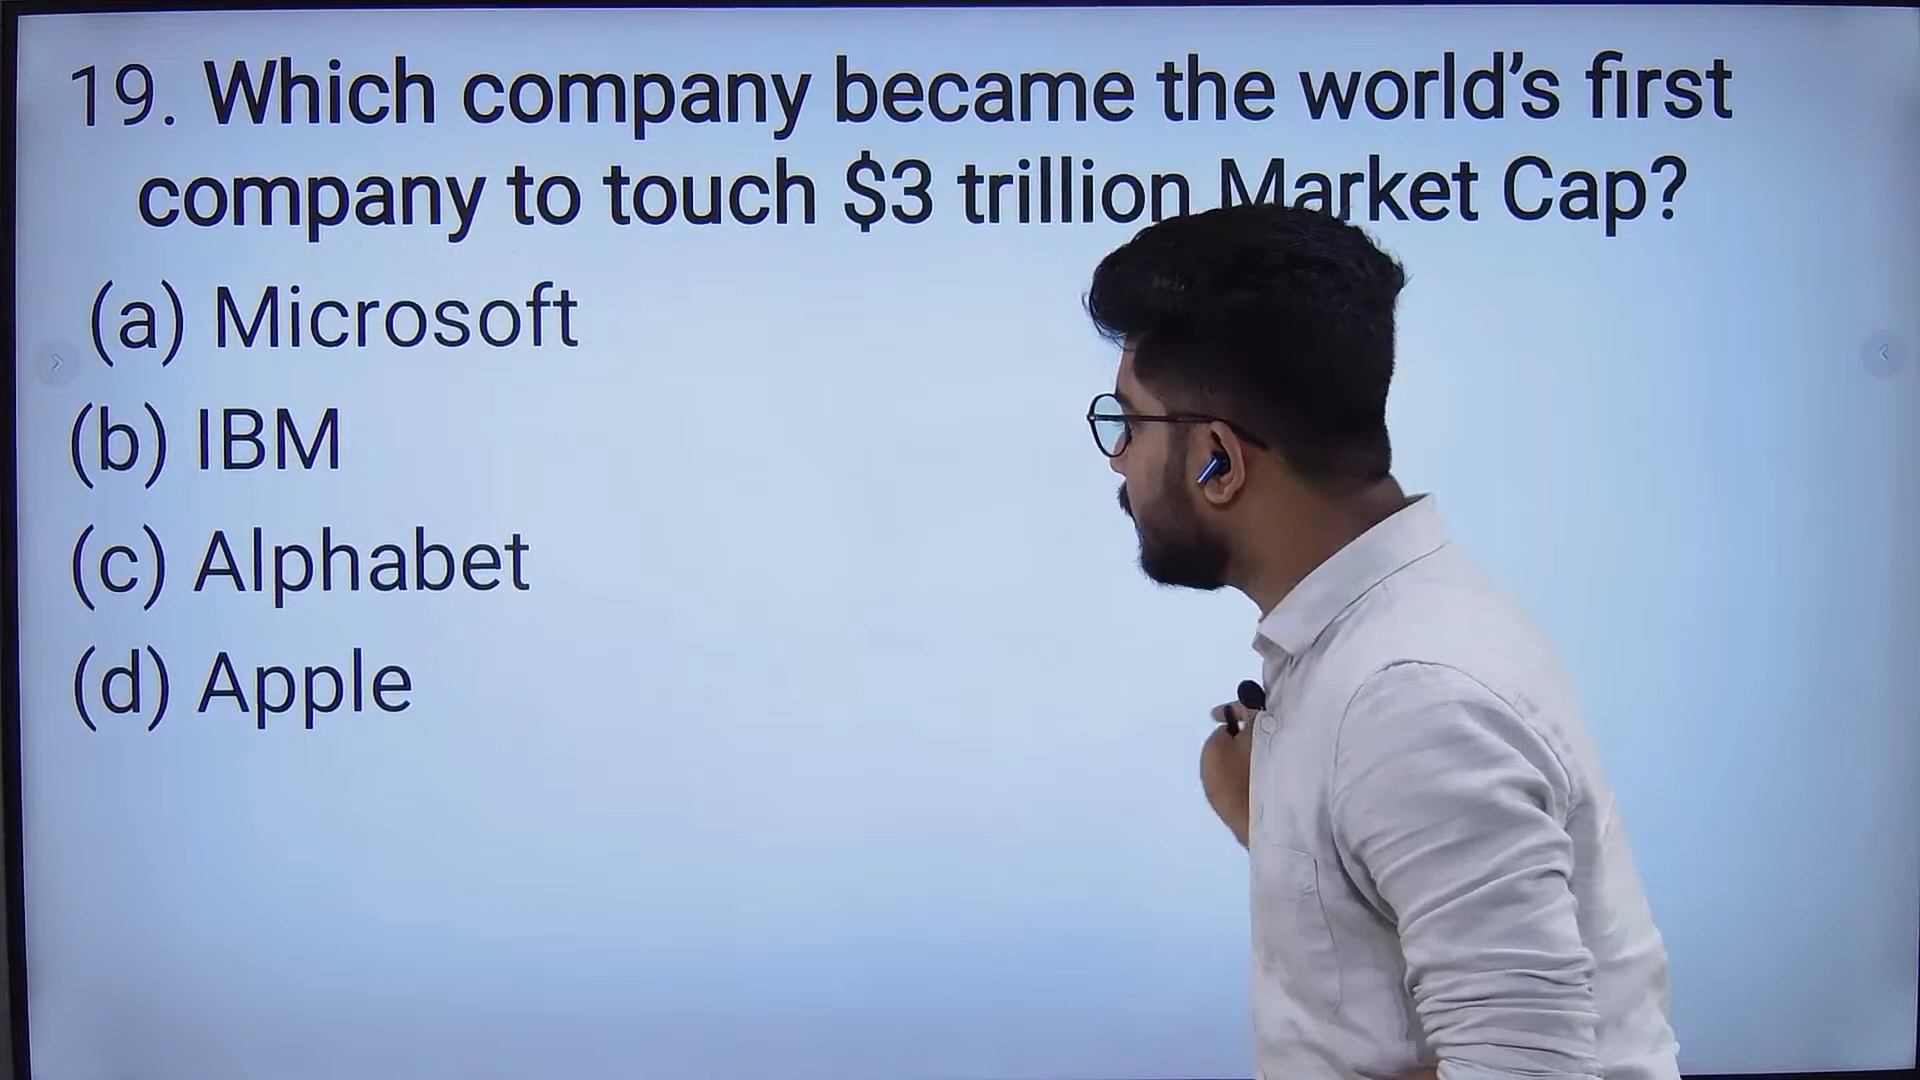 19. Which company became the world's first
company to touch $3 trillion Market Cap?
(a) Microsoft
(b) IBM
(c) Alphabet
(d) Apple